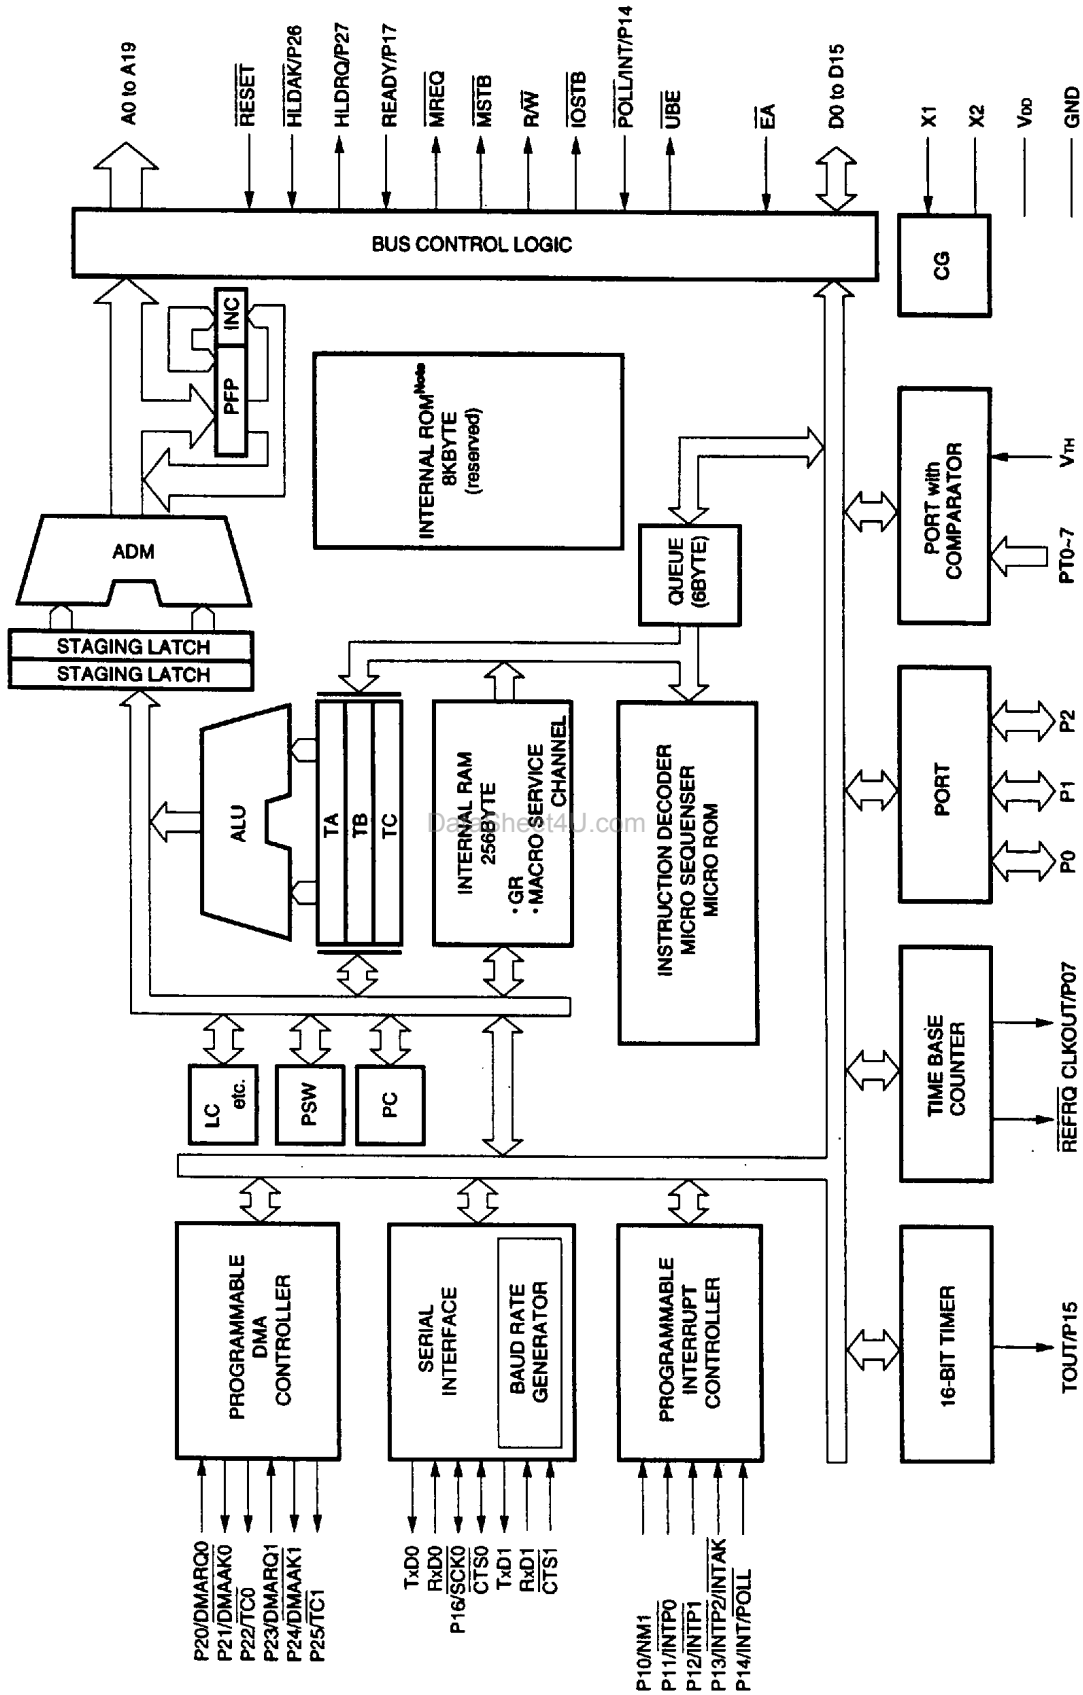 P20/DMARQ0
P21/DMAAK0
P22/TC0
P23/DMARQ1
P24/DMAAK1
P25/TC1
TxD0
RxD0
P16/SCK0
CTS0
TxD1
RxD1
CTS1
P10/NM1
P11/INTP0
P12/INTP1
P13/INTP2/INTAK
P14/INT/POLL
PROGRAMMABLE
DMA
CONTROLLER
SERIAL
INTERFACE
BAUD RATE
GENERATOR
PROGRAMMABLE
INTERRUPT
CONTROLLER
LC
etc.
PSW
PC
ALU
TA
TB
TC
INTERNAL RAM
256BYTE
· GR
· MACRO SERVICE
CHANNEL
INSTRUCTION DECODER
MICRO SEQUENSER
MICRO ROM
STAGING LATCH
STAGING LATCH
ADM
QUEUE
(6BYTE)
PFP
INC
INTERNAL ROM Note
8KBYTE
(reserved)
BUS CONTROL LOGIC
A0 to A19
RESET
HLDAK/P26
HLDRQ/P27
READY/P17
MREQ
MSTB
R/W
IOSTB
POLL/INT/P14
UBE
EA
D0 to D15
X1
X2
VDD
GND
16-BIT TIMER
TOUT/P15
TIME BASE
COUNTER
REFRQ CLKOUT/P07
PORT
P0
P1
P2
PORT with
COMPARATOR
PT0~7
VTH
CG
DataSheet4U.com